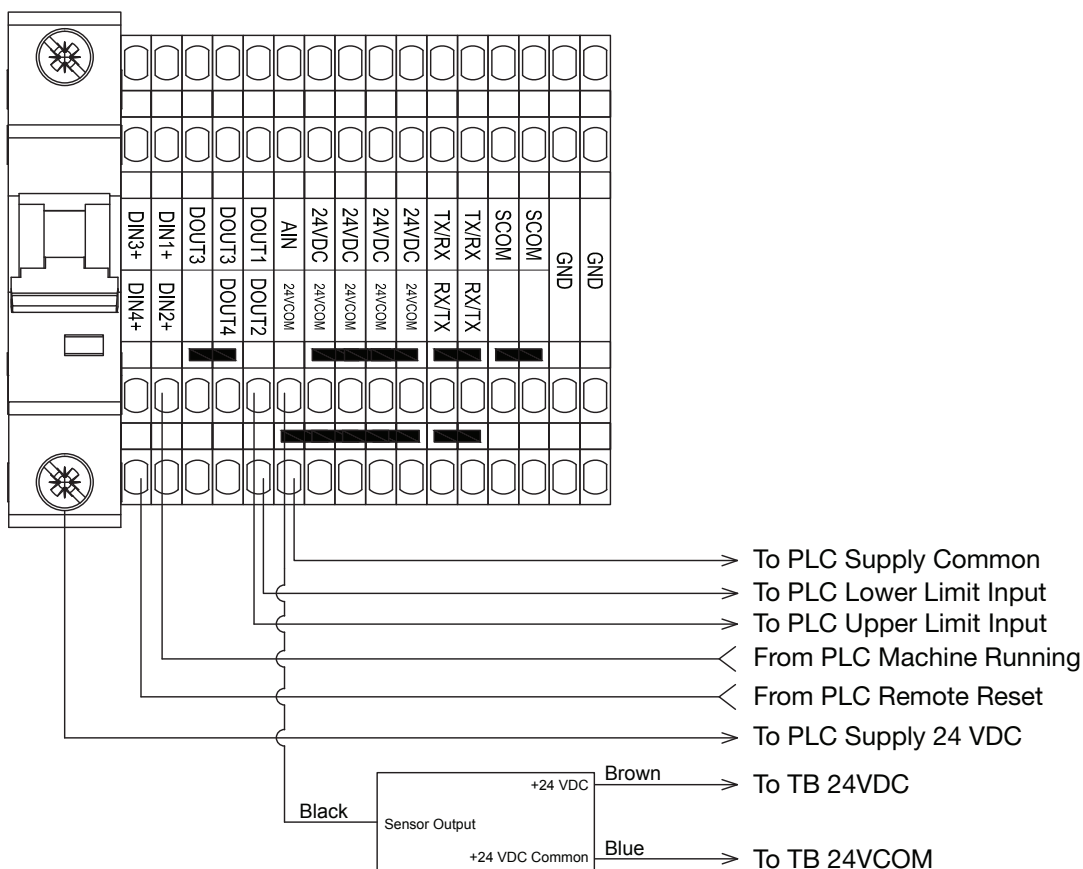 DIN3+ DIN4+
DIN1+ DIN2+
DOUT3
DOUT3 DOUT4
DOUT1 DOUT2
AIN 24VCOM
24VDC 24VCOM
24VDC 24VCOM
24VDC 24VCOM
24VDC 24VCOM
TX/RX RX/TX
TX/RX RX/TX
SCOM
SCOM
GND
GND
To PLC Supply Common
To PLC Lower Limit Input
To PLC Upper Limit Input
From PLC Machine Running
From PLC Remote Reset
To PLC Supply 24 VDC
+24 VDC
Brown
To TB 24VDC
Black
Sensor Output
+24 VDC Common
Blue
To TB 24VCOM